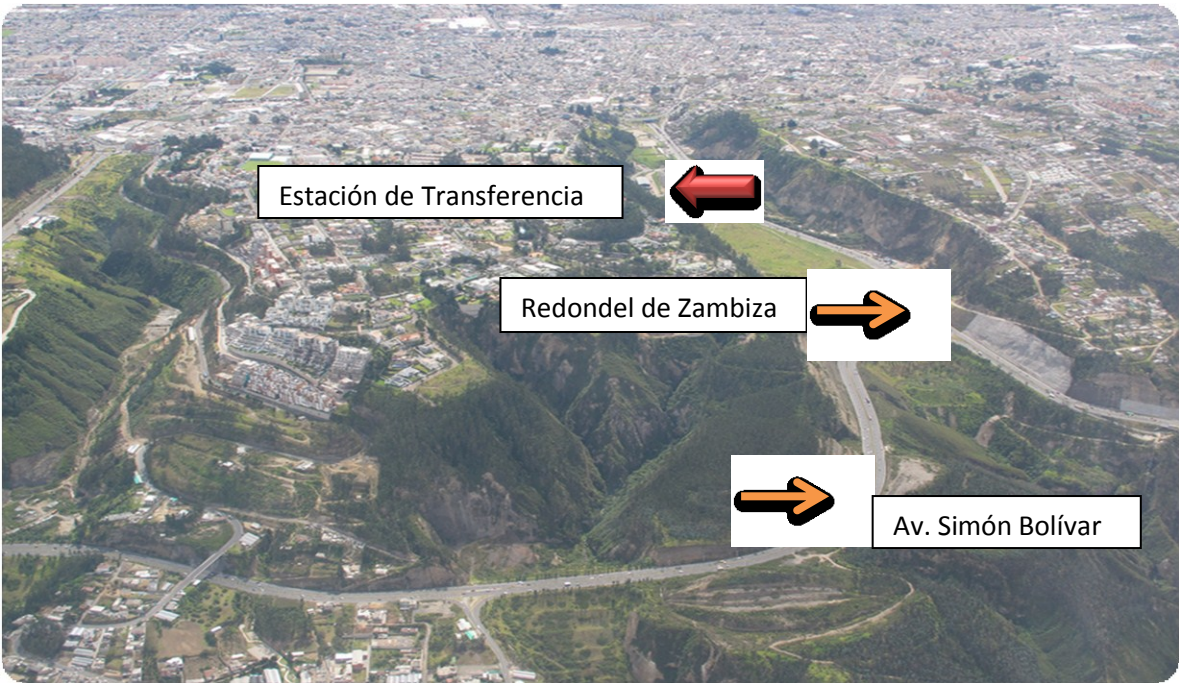 Estación de Transferencia
Redondel de Zambiza
Av. Simón Bolívar